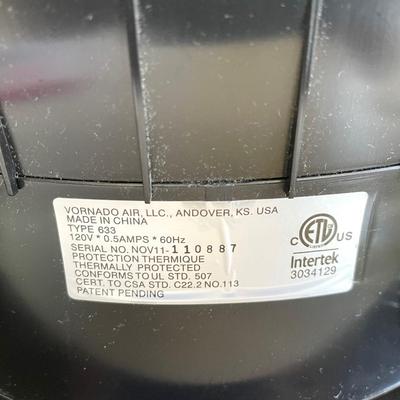 VORNADO AIR, LLC., ANDOVER, KS. USA
MADE IN CHINA
TYPE 633
120V * 0.5AMPS * 60Hz
SERIAL NO. NOV11-110887
PROTECTION THERMIQUE
THERMALLY PROTECTED
CONFORMS TO UL STD. 507
CERT. TO CSA STD. C22.2 NO.113
PATENT PENDING
C ETL US
Intertek
3034129